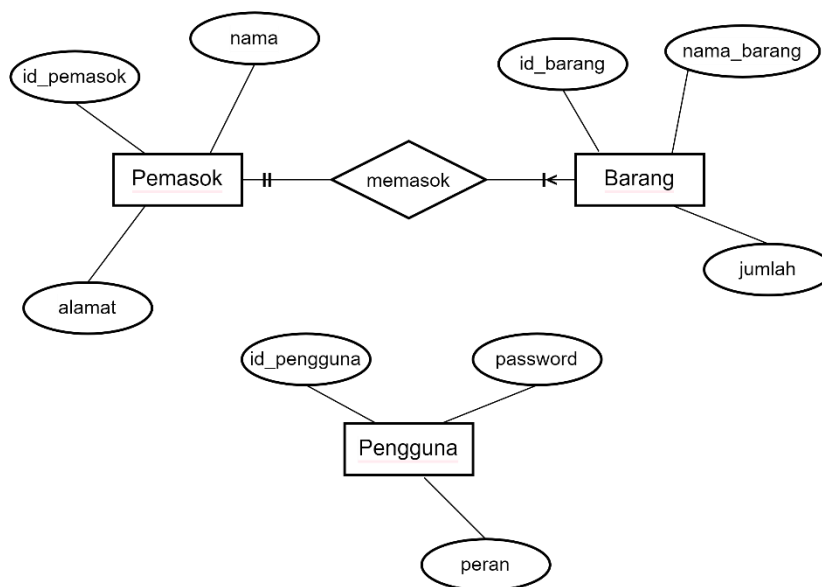 nama
id_pemasok
id_barang
nama_barang
Pemasok
memasok
Barang
alamat
jumlah
id_pengguna
password
Pengguna
peran